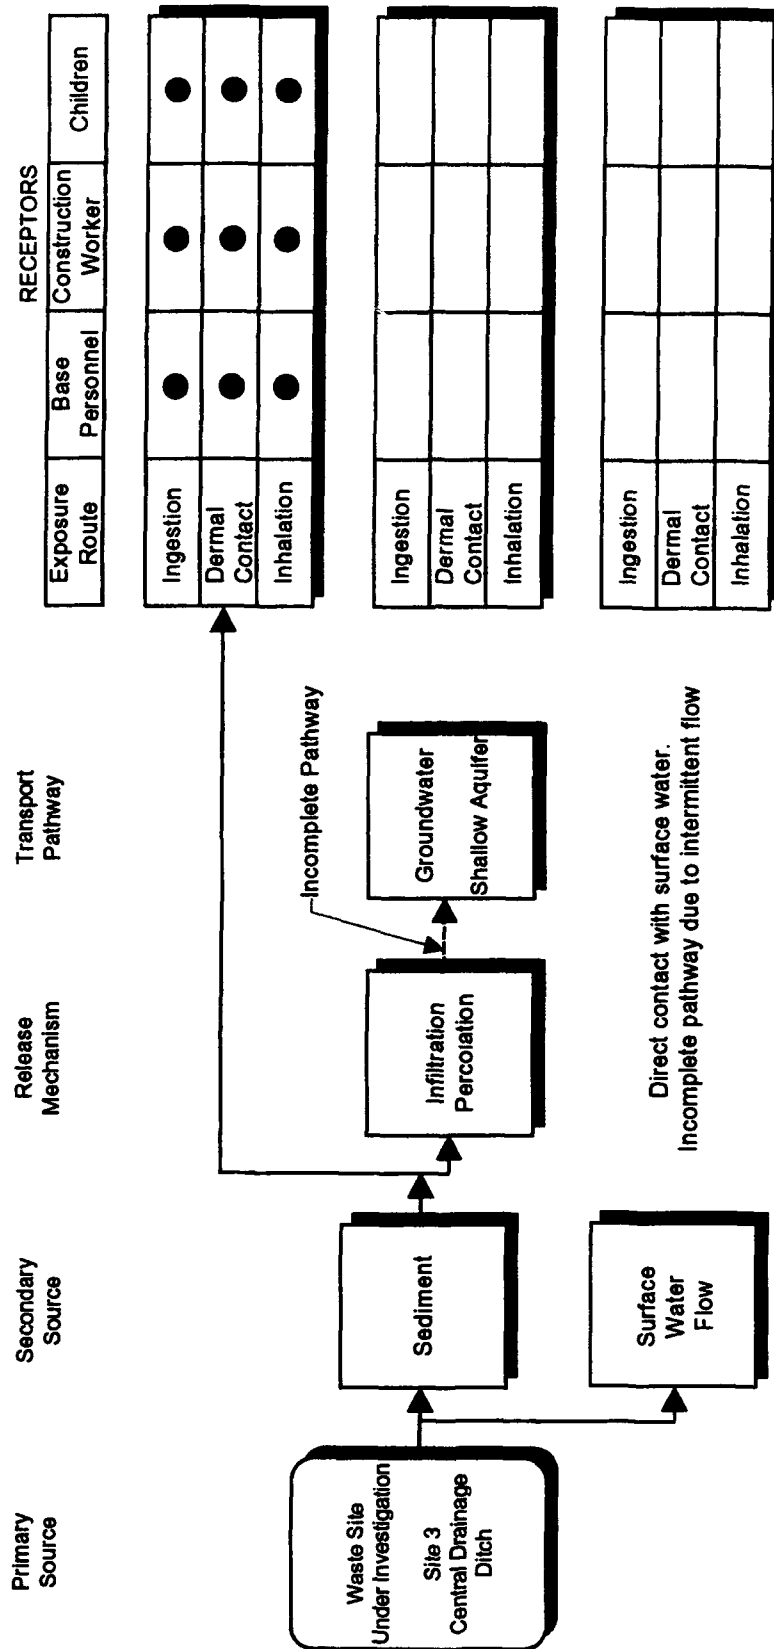 Primary
Source
Secondary
Source
Release
Mechanism
Transport
Pathway
RECEPTORS
Exposure
Route
Base
Personnel
Construction
Worker
Children
Waste Site
Under Investigation
Site 3
Central Drainage
Ditch
Sediment
Surface
Water
Flow
Infiltration
Percolation
Incomplete Pathway
Groundwater
Shallow Aquifer
Direct contact with surface water.
Incomplete pathway due to intermittent flow
Ingestion
Dermal
Contact
Inhalation
Ingestion
Dermal
Contact
Inhalation
Ingestion
Dermal
Contact
Inhalation